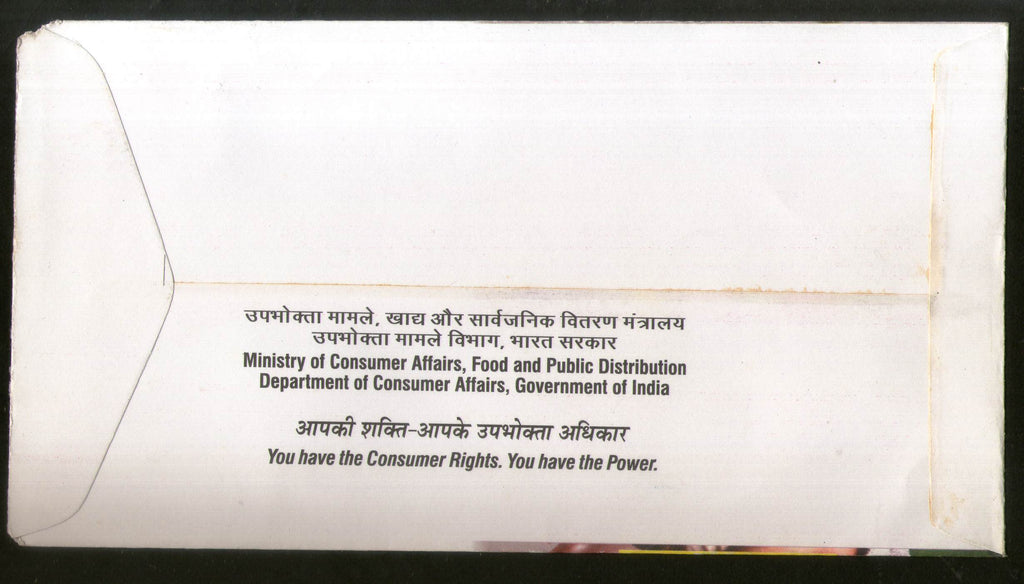 उपभोक्ता मामले, खाद्य और सार्वजनिक वितरण मंत्रालय
उपभोक्ता मामले विभाग, भारत सरकार
Ministry of Consumer Affairs, Food and Public Distribution
Department of Consumer Affairs, Government of India
आपकी शक्ति-आपके उपभोक्ता अधिकार
You have the Consumer Rights. You have the Power.